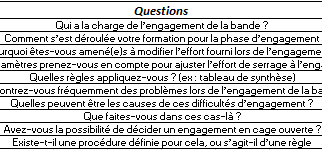 Questions
Qui a la charge de l'engagement de la bande ?
Comment s'est déroulée votre formation pour la phase d'engagement
urquoi êtes-vous amené(e)s à modifier l'effort fourni lors de l'engageme
amètres prenez-vous en compte pour ajuster l'effort de serrage à l'eng
Quelles règles appliquez-vous ? (ex : tableau de synthèse)
ontrez-vous fréquemment des problèmes lors de l'engagement de la ba
Quelles peuvent être les causes de ces difficultés d'engagement ?
Que faites-vous dans ces cas-là ?
Avez-vous la possibilité de décider un engagement en cage ouverte ?
Existe-t-il une procédure définie pour cela, ou s'agit-il d'une règle